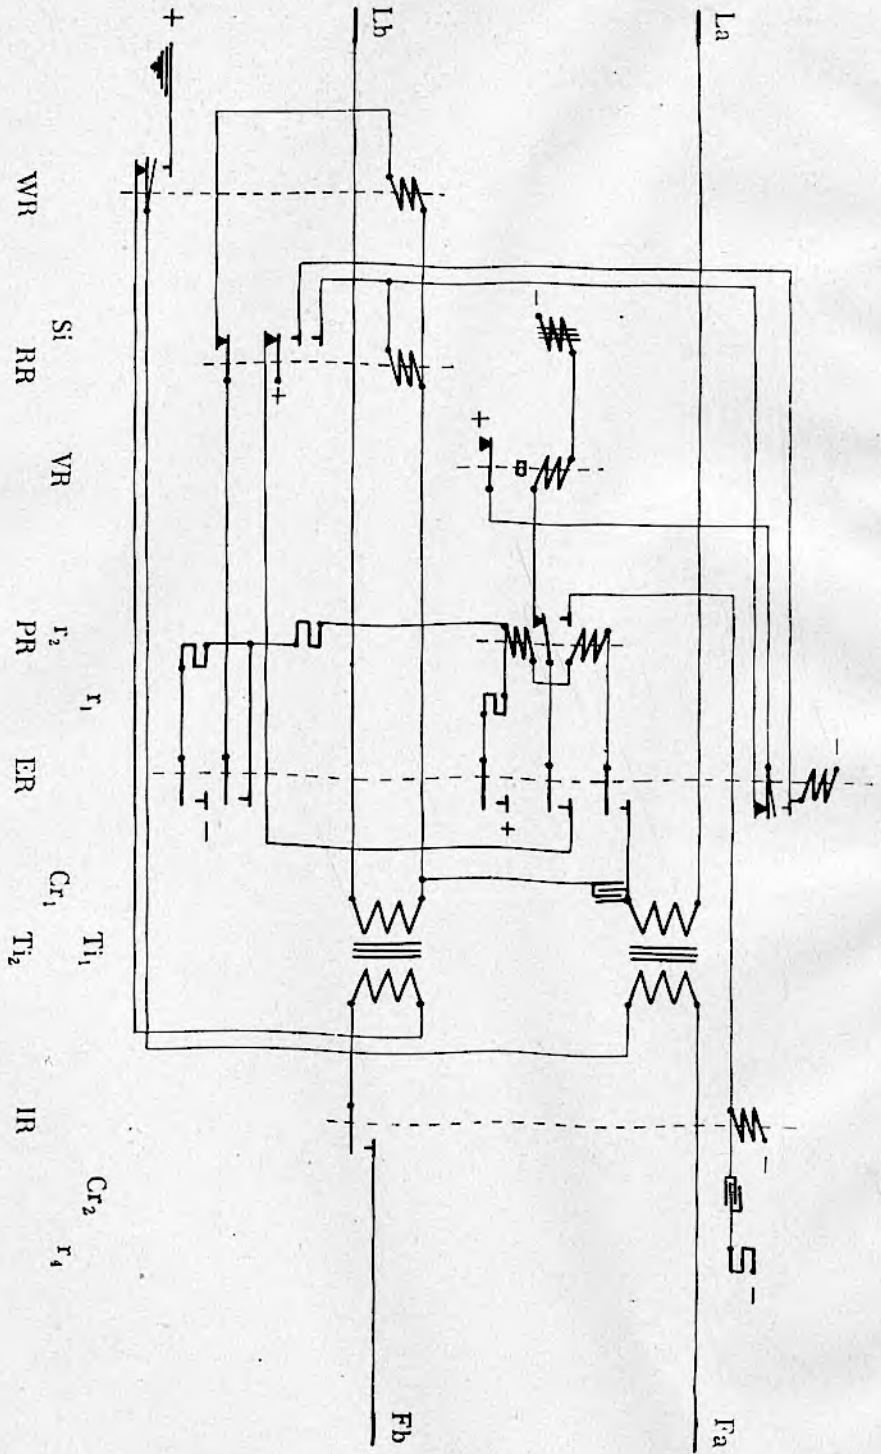 La
Lb
+
WR
Si
RR
VR
r₂
PR
r₁
ER
Cr₁
Ti₁
Ti₂
IR
Cr₂
r₄
Fa
Fb
+
+
+
−
−
−
−
−